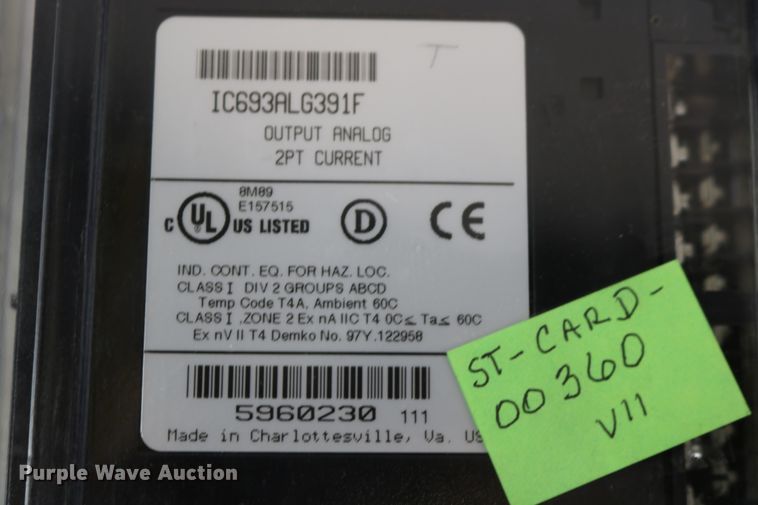 T
IC693ALG391F
OUTPUT ANALOG
2PT CURRENT
8M89
E157515
C UL US LISTED
D
CE
IND. CONT. EQ. FOR HAZ. LOC.
CLASS I DIV 2 GROUPS ABCD
Temp Code T4A, Ambient 60C
CLASS I ,ZONE 2 Ex nA IIC T4 0C≤ Ta≤ 60C
Ex nV II T4 Demko No. 97Y.122958
5960230 111
Made in Charlottesville, Va. US
ST-CARD-
00360
V11
Purple Wave Auction